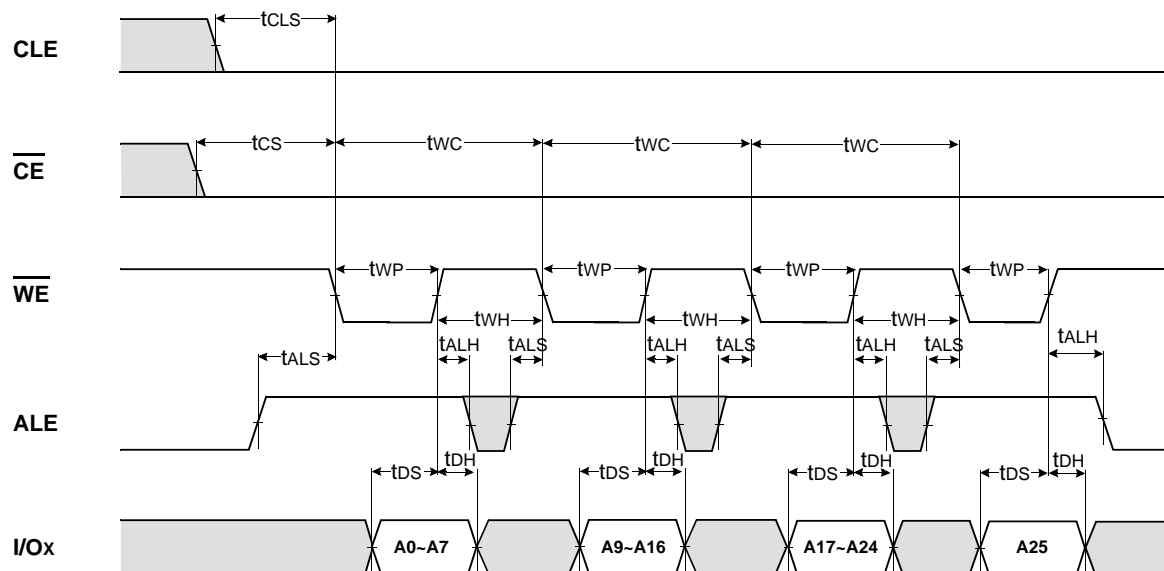 tCLS
CLE
tCS tWC tWC tWC
CE
tWP tWP tWP tWP
WE
tWH tWH tWH
tALS tALH tALS tALH tALS tALH tALS tALH
ALE
tDS tDH tDS tDH tDS tDH tDS tDH
I/Ox A0~A7 A9~A16 A17~A24 A25